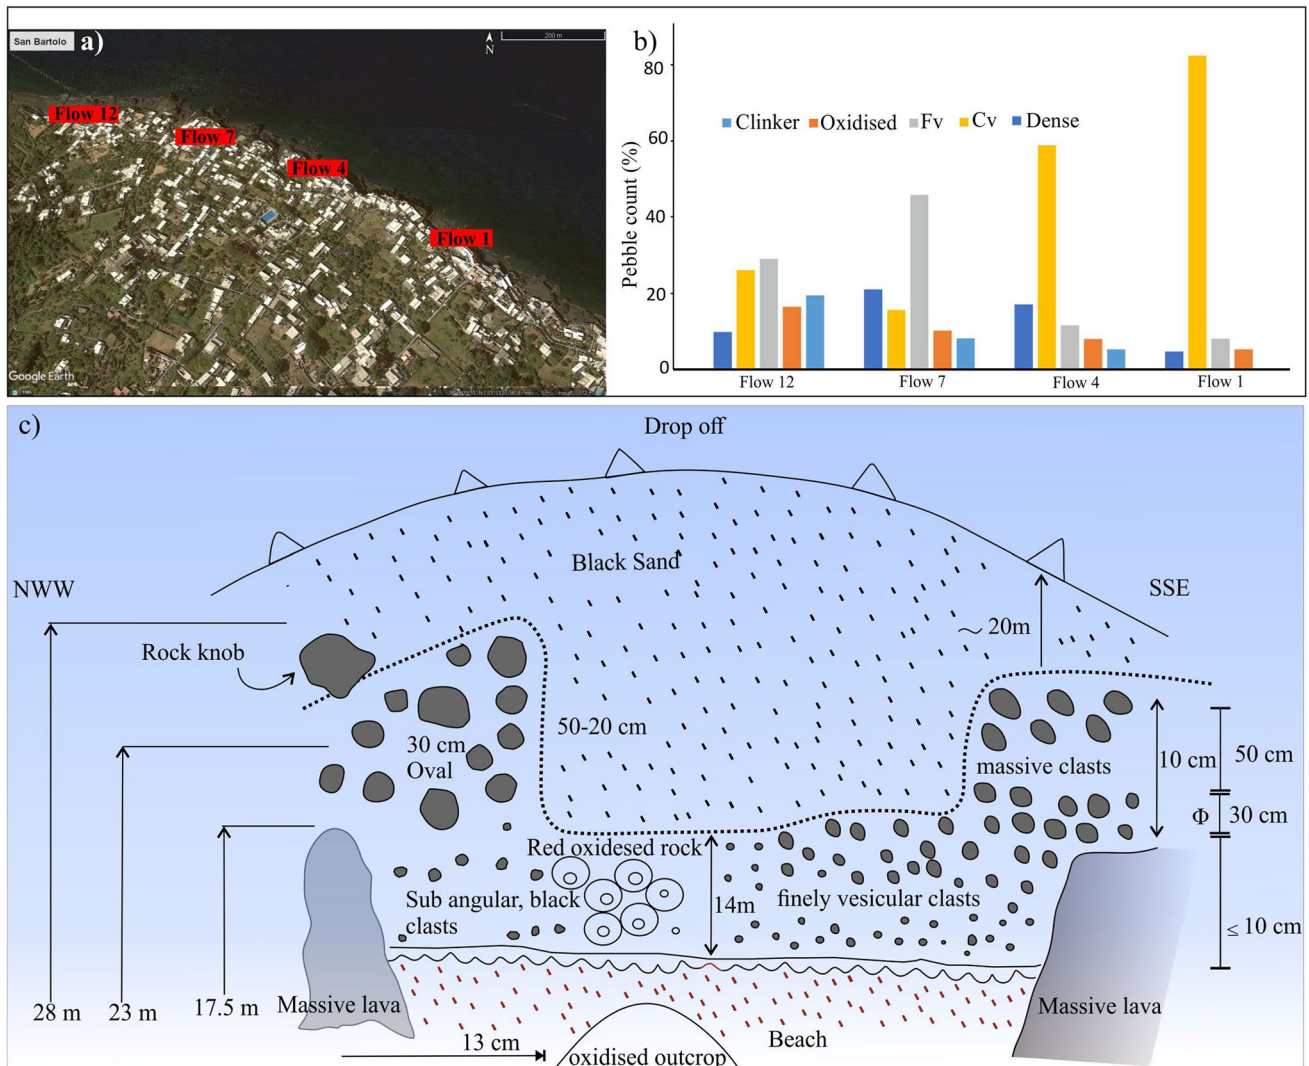 San Bartolo
a)
N
200 m
Flow 12
Flow 7
Flow 4
Flow 1
Google Earth
b)
Pebble count (%)
80
60
40
20
0
Clinker Oxidised Fv Cv Dense
Flow 12 Flow 7 Flow 4 Flow 1
c)
Drop off
Black Sand
NWW
SSE
~ 20m
Rock knob
50-20 cm
30 cm
Oval
massive clasts
10 cm
50 cm
Φ
30 cm
Red oxidesed rock
Sub angular, black
clasts
14m
finely vesicular clasts
≤ 10 cm
28 m
23 m
17.5 m
Massive lava
Massive lava
13 cm
Beach
oxidised outcrop